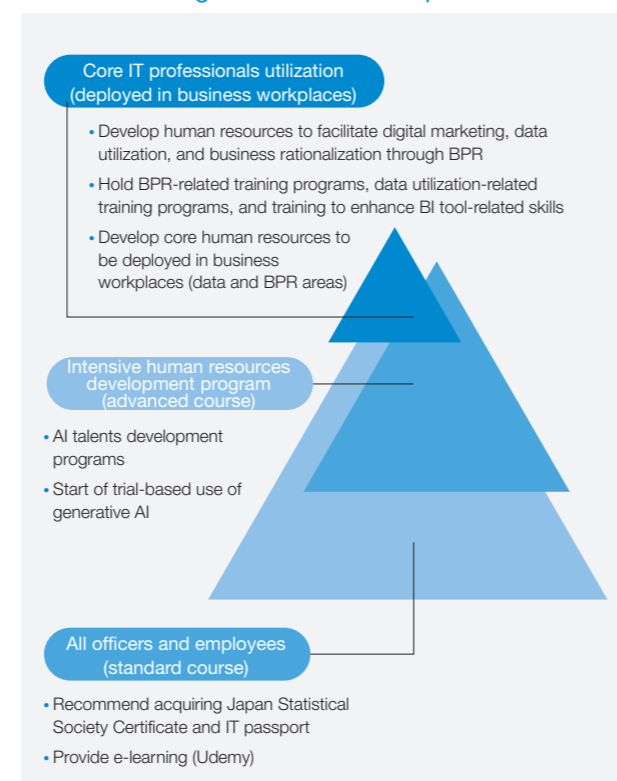 Core IT professionals utilization
(deployed in business workplaces)
• Develop human resources to facilitate digital marketing, data
utilization, and business rationalization through BPR
• Hold BPR-related training programs, data utilization-related
training programs, and training to enhance BI tool-related skills
• Develop core human resources to
be deployed in business
workplaces (data and BPR areas)
Intensive human resources
development program
(advanced course)
• AI talents development
programs
• Start of trial-based use of
generative AI
All officers and employees
(standard course)
• Recommend acquiring Japan Statistical
Society Certificate and IT passport
• Provide e-learning (Udemy)